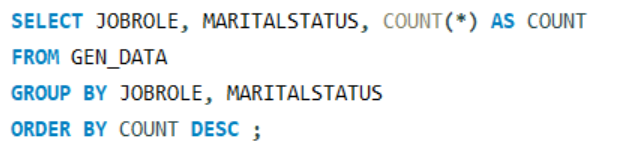 SELECT JOBROLE, MARITALSTATUS, COUNT(*) AS COUNT
FROM GEN_DATA
GROUP BY JOBROLE, MARITALSTATUS
ORDER BY COUNT DESC ;